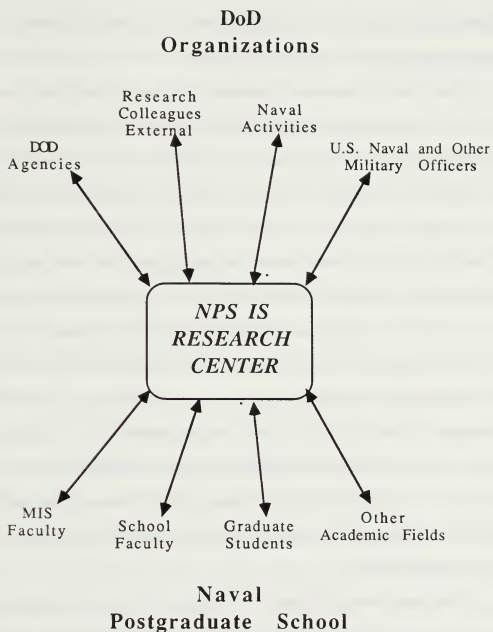 DoD
Organizations
Research
Colleagues
External
Naval
Activities
DOD
Agencies
U.S. Naval and Other
Military Officers
NPS IS
RESEARCH
CENTER
MIS
Faculty
School
Faculty
Graduate
Students
Other
Academic Fields
Naval
Postgraduate School